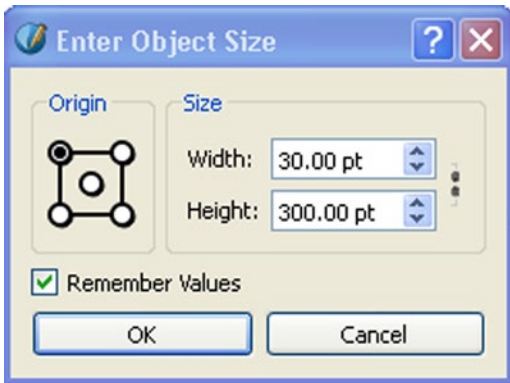 Enter Object Size
Origin
Size
Width: 30.00 pt
Height: 300.00 pt
Remember Values
OK
Cancel